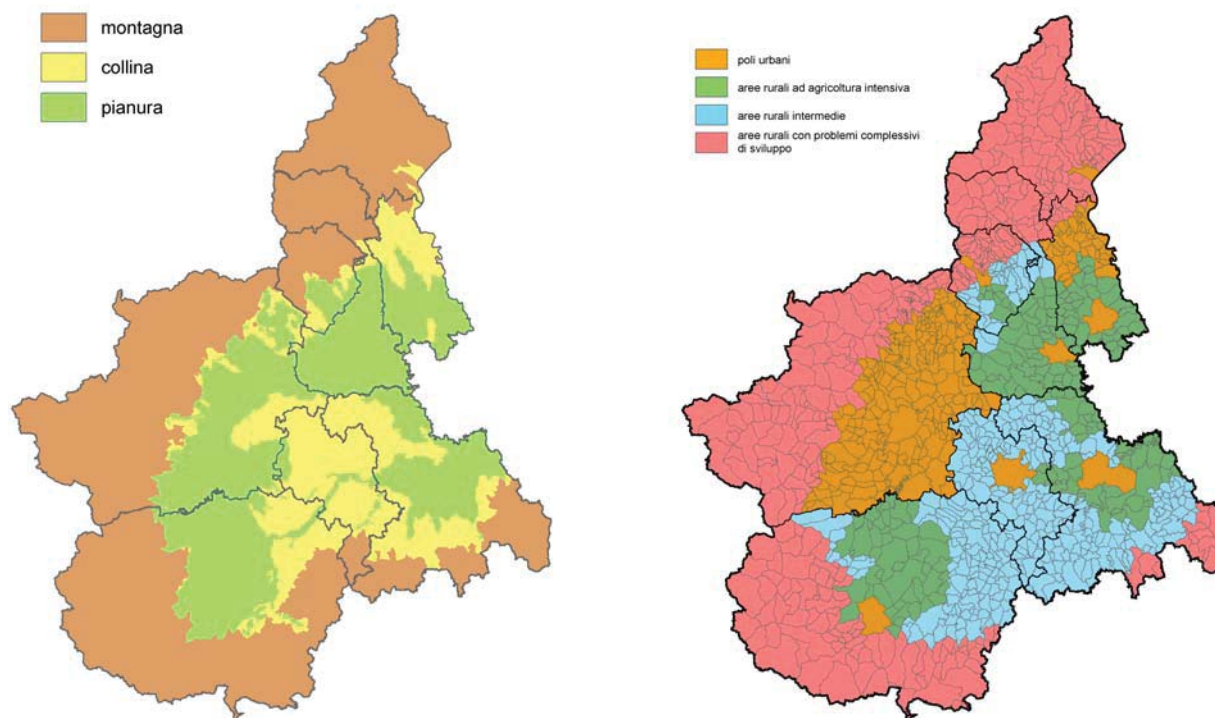 montagna
collina
pianura
poli urbani
aree rurali ad agricoltura intensiva
aree rurali intermedie
aree rurali con problemi complessivi
di sviluppo